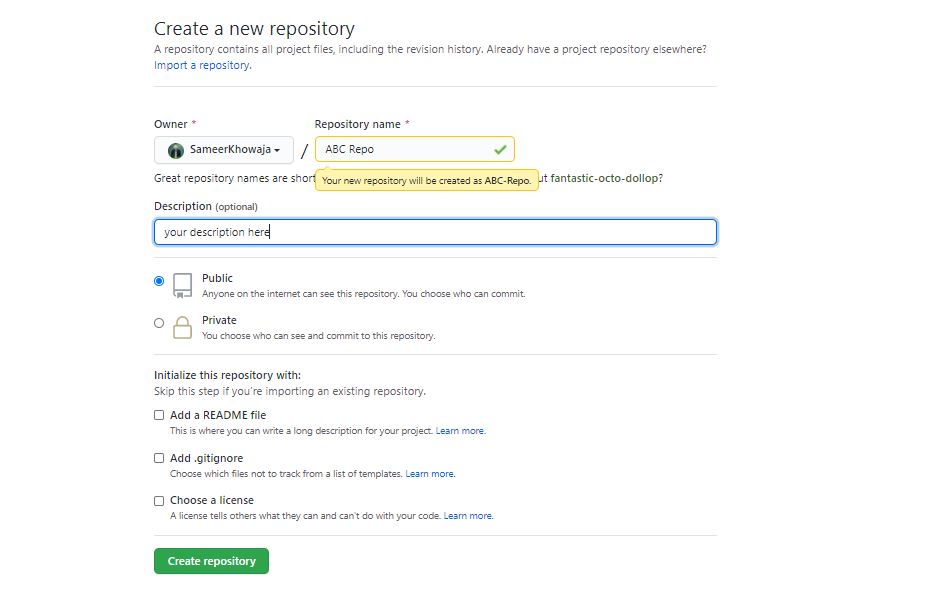 Create a new repository
A repository contains all project files, including the revision history. Already have a project repository elsewhere?
Import a repository.
Owner *
Repository name *
SameerKhowaja
/
ABC Repo
Great repository names are short
Your new repository will be created as ABC-Repo.
ut fantastic-octo-dollop?
Description (optional)
your description here
Public
Anyone on the internet can see this repository. You choose who can commit.
Private
You choose who can see and commit to this repository.
Initialize this repository with:
Skip this step if you're importing an existing repository.
Add a README file
This is where you can write a long description for your project. Learn more.
Add .gitignore
Choose which files not to track from a list of templates. Learn more.
Choose a license
A license tells others what they can and can't do with your code. Learn more.
Create repository